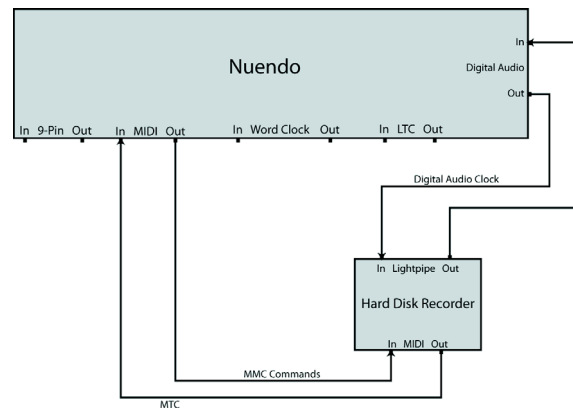 Nuendo
In
Digital Audio
Out
In 9-Pin Out In MIDI Out In Word Clock Out In LTC Out
Digital Audio Clock
In Lightpipe Out
Hard Disk Recorder
In MIDI Out
MMC Commands
MTC